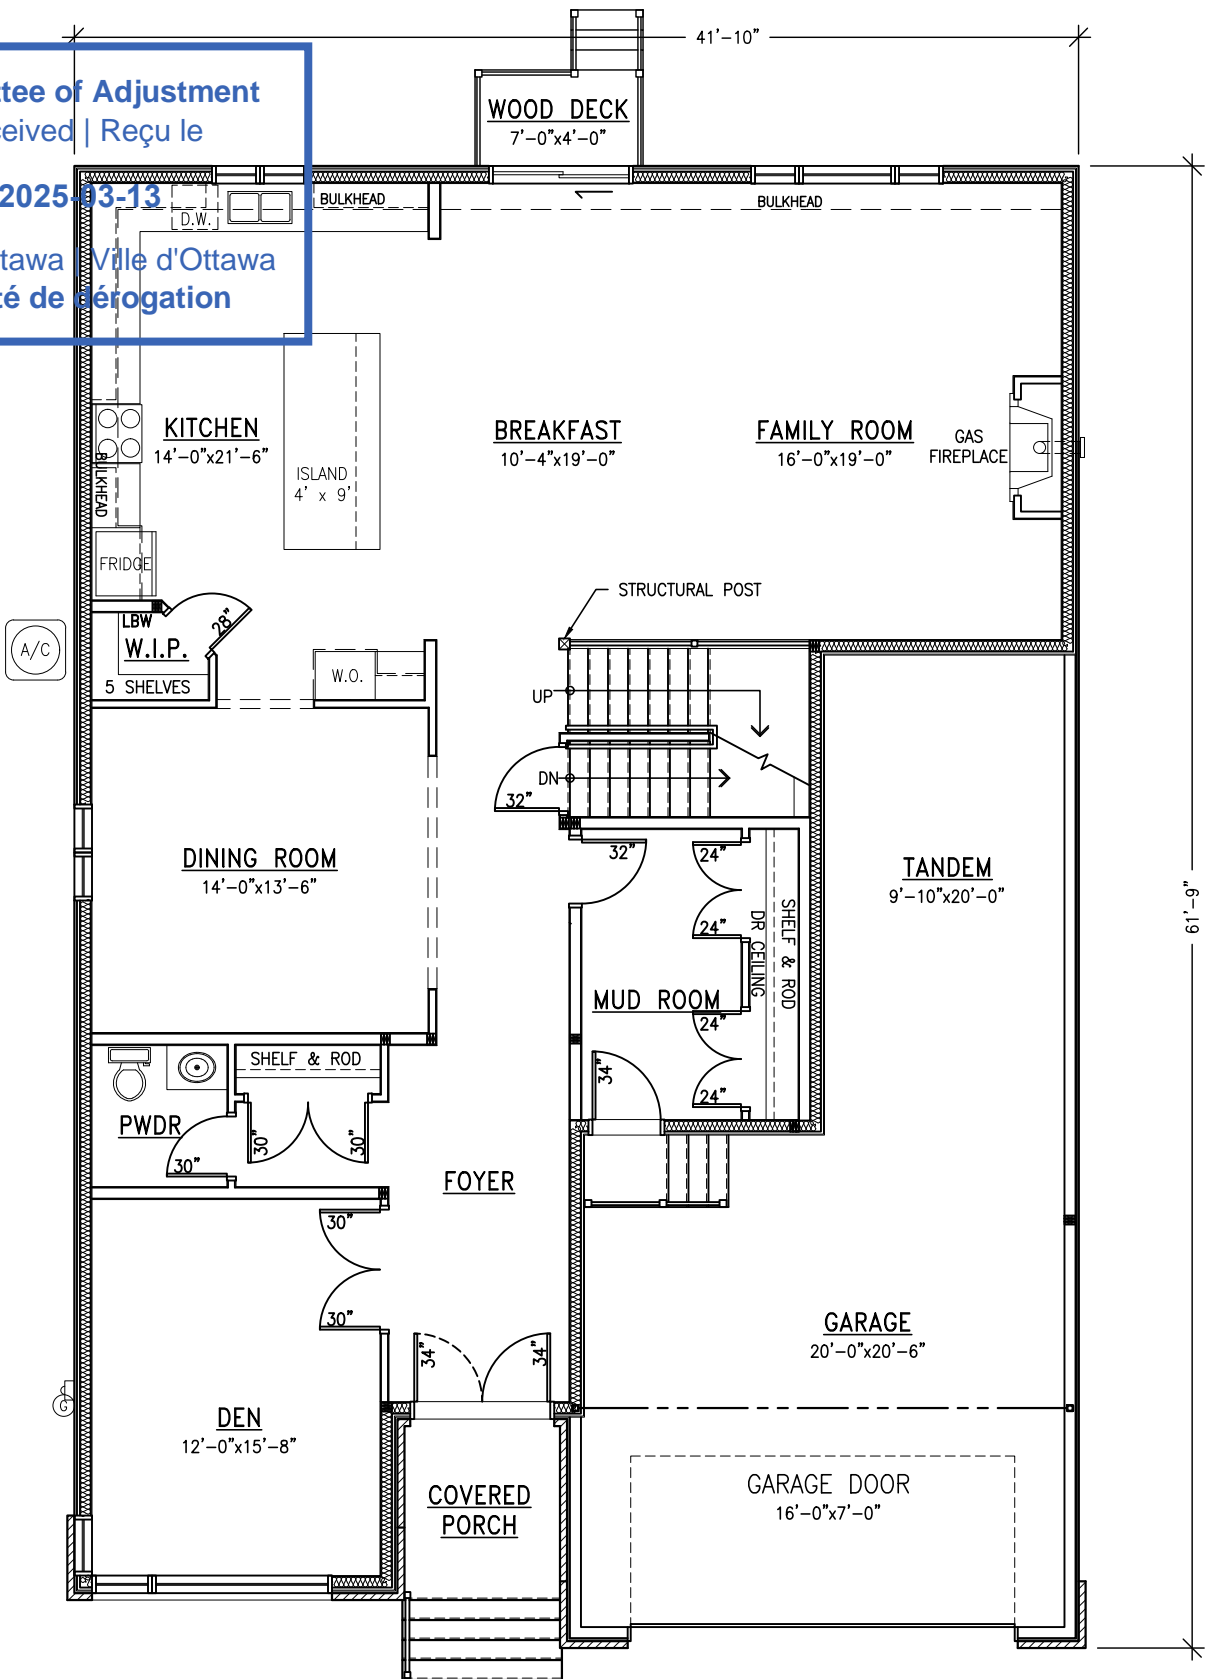 41'-10"
ttee of Adjustment
ceived | Reçu le
2025-03-13
ttawa | Ville d'Ottawa
té de dérogation
WOOD DECK
7'-0"x4'-0"
BULKHEAD
BULKHEAD
D.W.
KITCHEN
14'-0"x21'-6"
BREAKFAST
10'-4"x19'-0"
FAMILY ROOM
16'-0"x19'-0"
GAS
FIREPLACE
BULKHEAD
ISLAND
4' x 9'
FRIDGE
STRUCTURAL POST
LBW
28"
W.I.P.
5 SHELVES
A/C
W.O.
UP
DN
32"
32"
24"
24"
DINING ROOM
14'-0"x13'-6"
TANDEM
9'-10"x20'-0"
61'-9"
SHELF & ROD
DR CEILING
MUD ROOM
24"
24"
34"
SHELF & ROD
PWDR
30"
30"
30"
FOYER
30"
30"
34"
34"
GARAGE
20'-0"x20'-6"
G
DEN
12'-0"x15'-8"
COVERED
PORCH
GARAGE DOOR
16'-0"x7'-0"